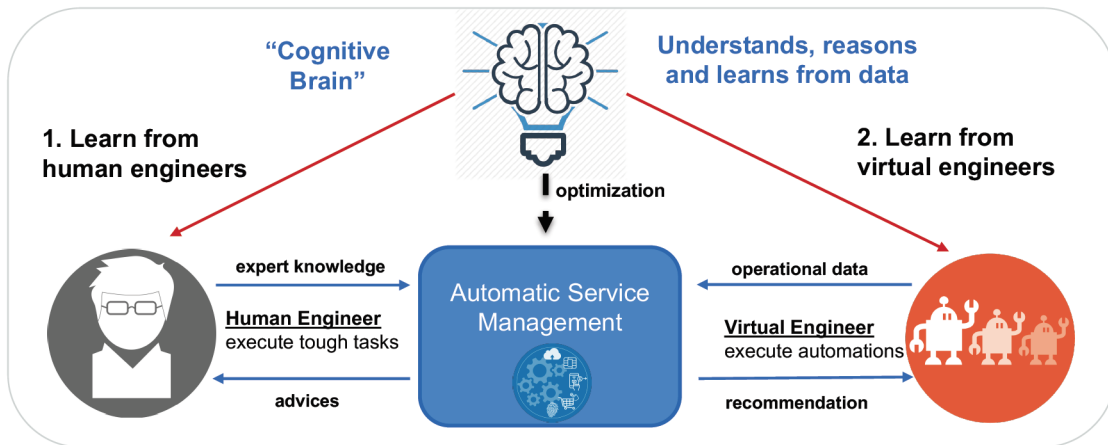 “Cognitive
Brain”
Understands, reasons
and learns from data
1. Learn from
human engineers
2. Learn from
virtual engineers
optimization
expert knowledge
Automatic Service
Management
operational data
Human Engineer
execute tough tasks
Virtual Engineer
execute automations
advices
recommendation